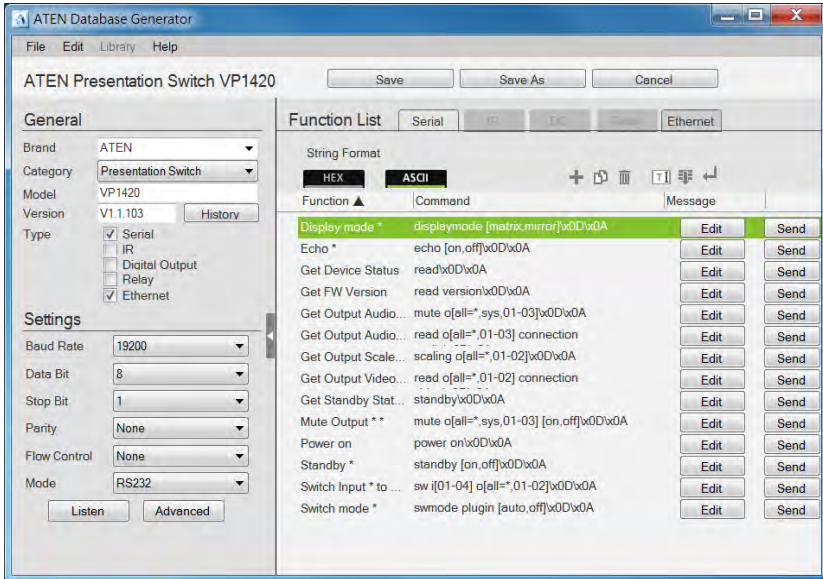 ATEN Database Generator
File Edit Library Help
ATEN Presentation Switch VP1420
Save Save As Cancel
General
Brand ATEN
Category Presentation Switch
Model VP1420
Version V1.1.103 History
Type Serial
IR
Digital Output
Relay
Ethernet
Settings
Baud Rate 19200
Data Bit 8
Stop Bit 1
Parity None
Flow Control None
Mode RS232
Listen Advanced
Function List Serial IR DC Ethernet
String Format
HEX ASCII
Function ▲ Command Message
Display mode * displaymode [matrix,mirror]\x0D\x0A Edit Send
Echo * echo [on,off]\x0D\x0A Edit Send
Get Device Status read\x0D\x0A Edit Send
Get FW Version read version\x0D\x0A Edit Send
Get Output Audio... mute o[all=*,sys,01-03]\x0D\x0A Edit Send
Get Output Audio... read o[all=*,01-03] connection Edit Send
Get Output Scale... scaling o[all=*,01-02]\x0D\x0A Edit Send
Get Output Video... read o[all=*,01-02] connection Edit Send
Get Standby Stat... standby\x0D\x0A Edit Send
Mute Output * * mute o[all=*,sys,01-03] [on,off]\x0D\x0A Edit Send
Power on power on\x0D\x0A Edit Send
Standby * standby [on,off]\x0D\x0A Edit Send
Switch Input * to ... sw i[01-04] o[all=*,01-02]\x0D\x0A Edit Send
Switch mode * swmode plugin [auto,off]\x0D\x0A Edit Send